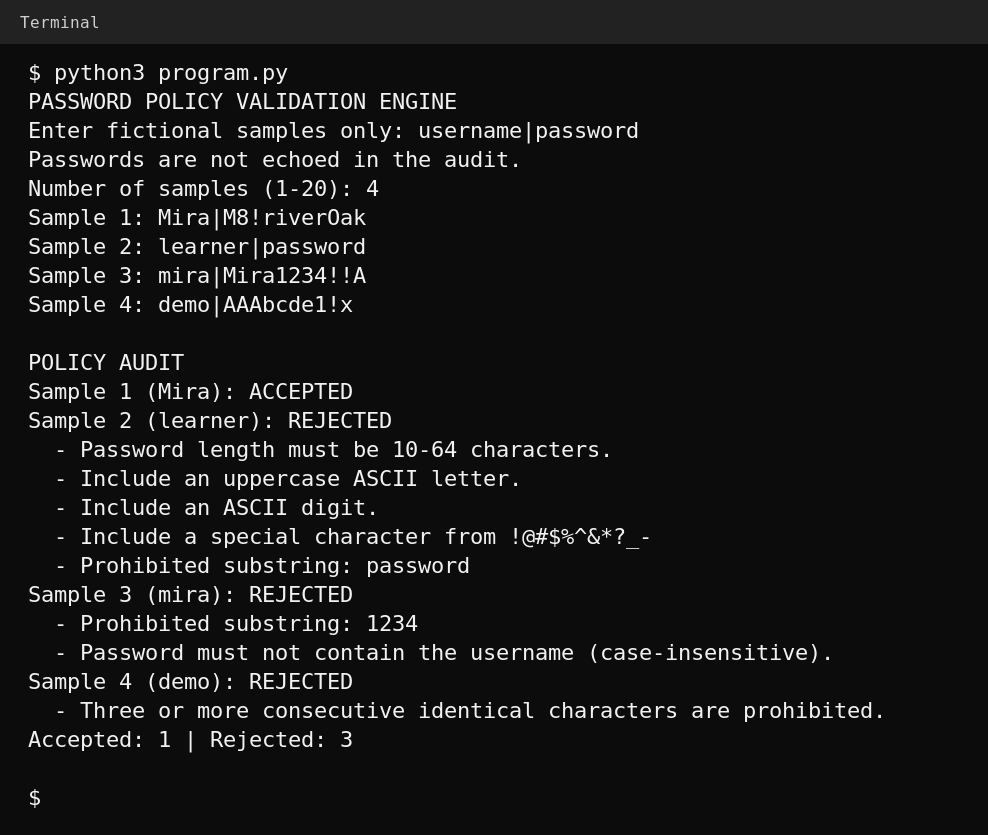 Terminal
$ python3 program.py
PASSWORD POLICY VALIDATION ENGINE
Enter fictional samples only: username|password
Passwords are not echoed in the audit.
Number of samples (1-20): 4
Sample 1: Mira|M8!riverOak
Sample 2: learner|password
Sample 3: mira|Mira1234!!A
Sample 4: demo|AAAbcde1!x

POLICY AUDIT
Sample 1 (Mira): ACCEPTED
Sample 2 (learner): REJECTED
  - Password length must be 10-64 characters.
  - Include an uppercase ASCII letter.
  - Include an ASCII digit.
  - Include a special character from !@#$%^&*?_-
  - Prohibited substring: password
Sample 3 (mira): REJECTED
  - Prohibited substring: 1234
  - Password must not contain the username (case-insensitive).
Sample 4 (demo): REJECTED
  - Three or more consecutive identical characters are prohibited.
Accepted: 1 | Rejected: 3

$